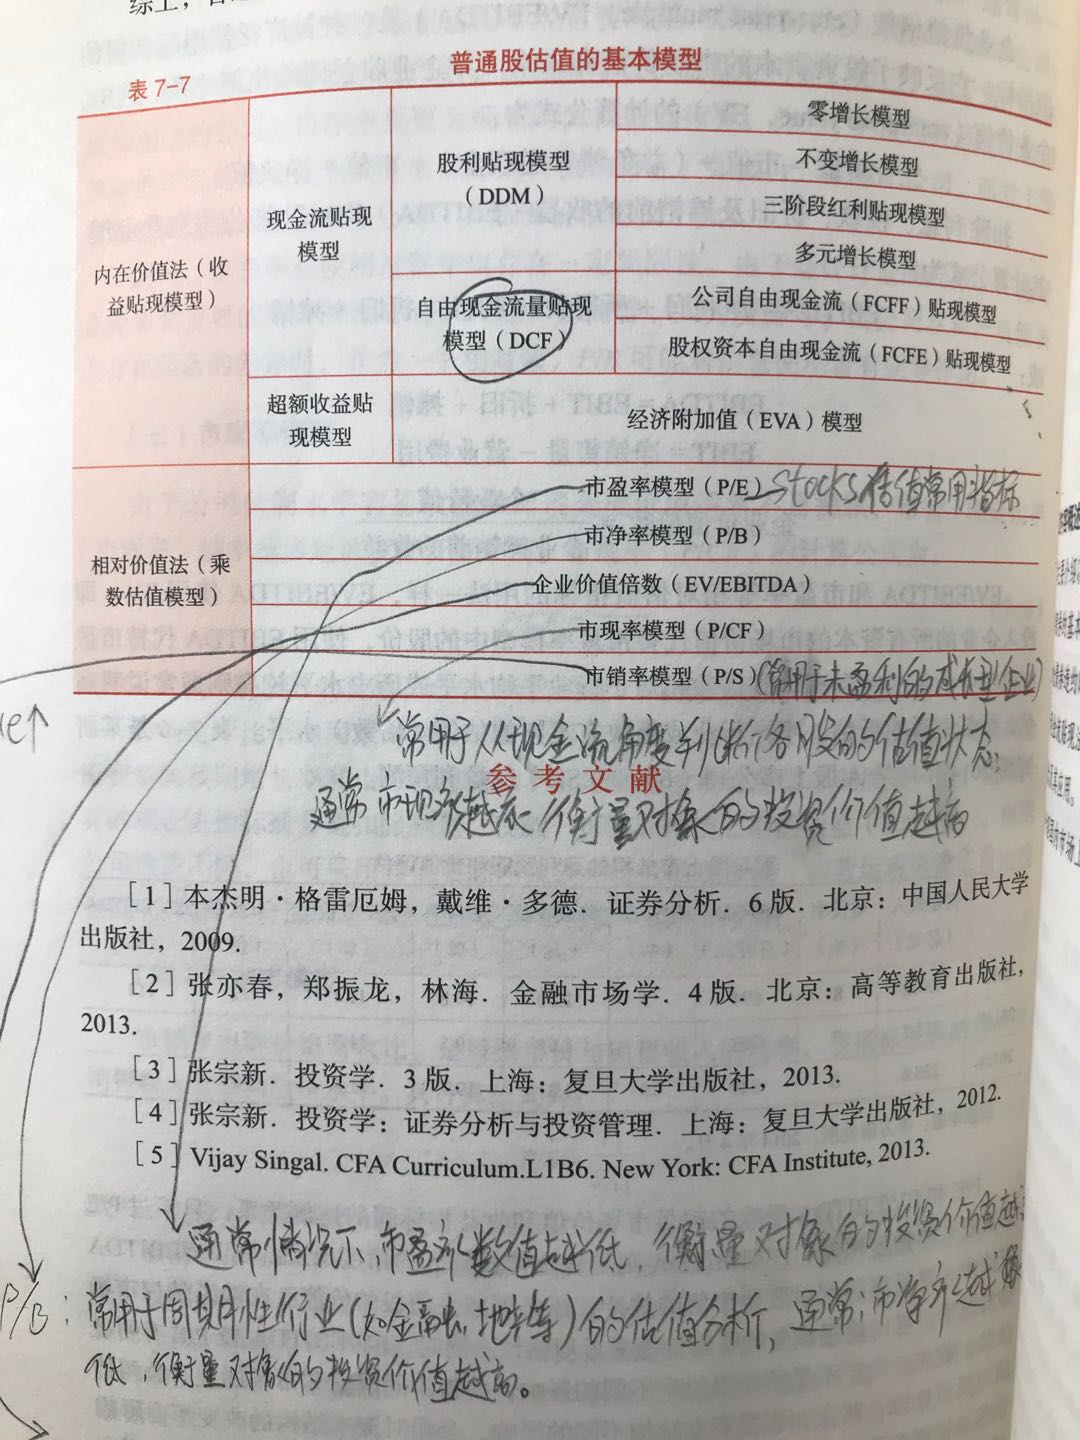 普通股估值的基本模型
表 7-7
内在价值法（收
益贴现模型）
现金流贴现
模型
股利贴现模型
（DDM）
零增长模型
不变增长模型
三阶段红利贴现模型
多元增长模型
自由现金流量贴现
模型（DCF）
公司自由现金流（FCFF）贴现模型
股权资本自由现金流（FCFE）贴现模型
超额收益贴
现模型
经济附加值（EVA）模型
相对价值法（乘
数估值模型）
市盈率模型（P/E） Stocks估值常用指标
市净率模型（P/B）
企业价值倍数（EV/EBITDA）
市现率模型（P/CF）
市销率模型（P/S）(常用于未盈利的成长型企业)
常用于从现金流角度判断各股的估值状态;
参考文献
通常市现率越低 衡量对象的投资价值越高
［1］本杰明·格雷厄姆，戴维·多德．证券分析．6 版．北京：中国人民大学
出版社，2009.
［2］张亦春，郑振龙，林海．金融市场学．4 版．北京：高等教育出版社，
2013.
［3］张宗新．投资学．3 版．上海：复旦大学出版社，2013.
［4］张宗新．投资学：证券分析与投资管理．上海：复旦大学出版社，2012.
［5］Vijay Singal. CFA Curriculum.L1B6. New York: CFA Institute, 2013.
通常情况下,市盈率数值越低,衡量对象的投资价值越
P/B: 常用于周期性行业(如金融,地产等)的估值分析,通常:市净率越
低,衡量对象的投资价值越高。